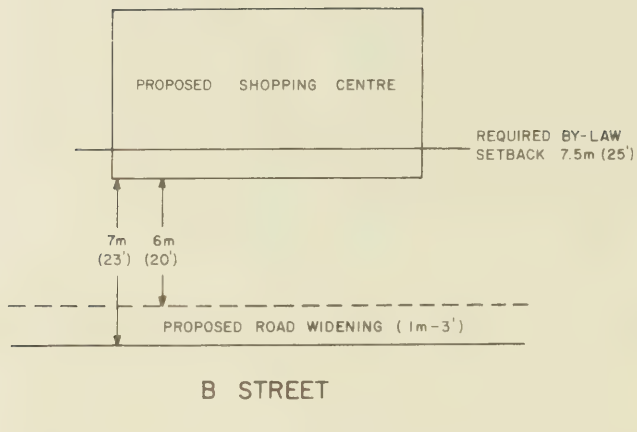 PROPOSED SHOPPING CENTRE
REQUIRED BY-LAW
SETBACK 7.5m (25')
7m 6m
(23') (20')
PROPOSED ROAD WIDENING (1m-3')
B STREET